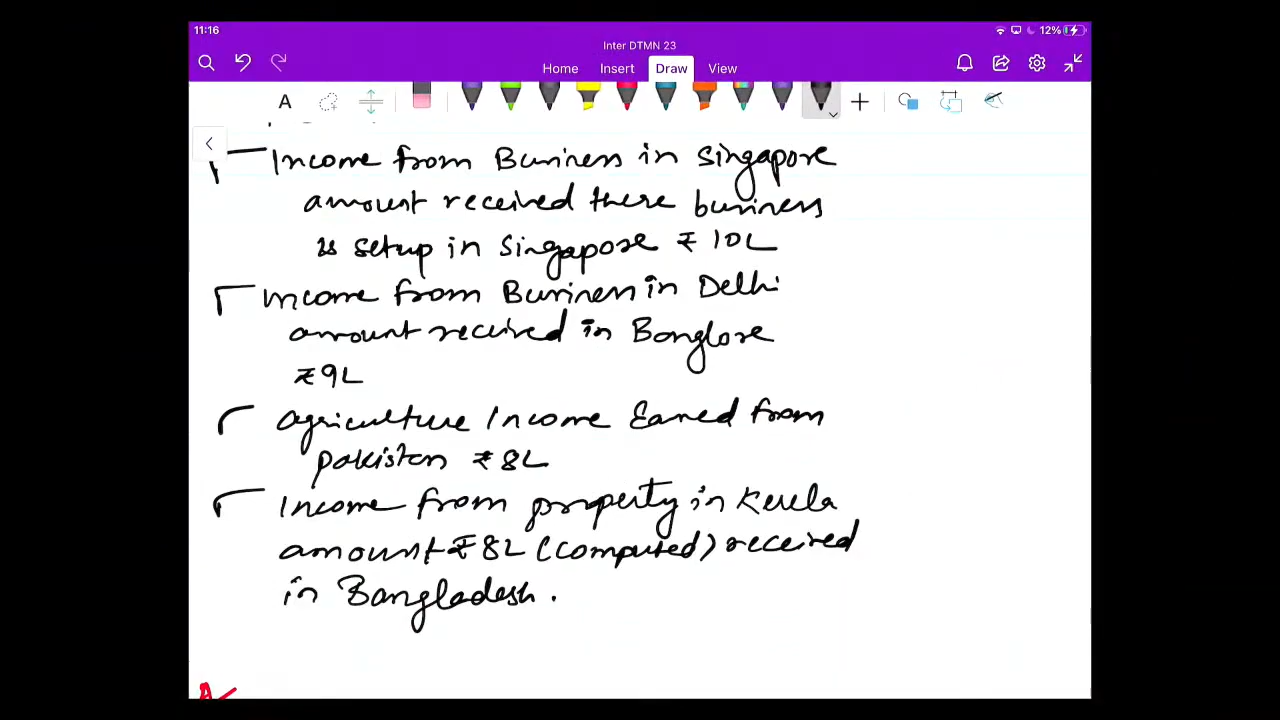 11:16
12%
Inter DTMN 23
Home Insert Draw View
A
Income from Business in Singapore
amount received there business
is setup in Singapore ₹ 10L
Income from Business in Delhi
amount received in Banglore
₹9L
Agriculture Income Earned from
pakistan ₹8L
Income from property in Kerela
amount ₹8L (computed) received
in Bangladesh.